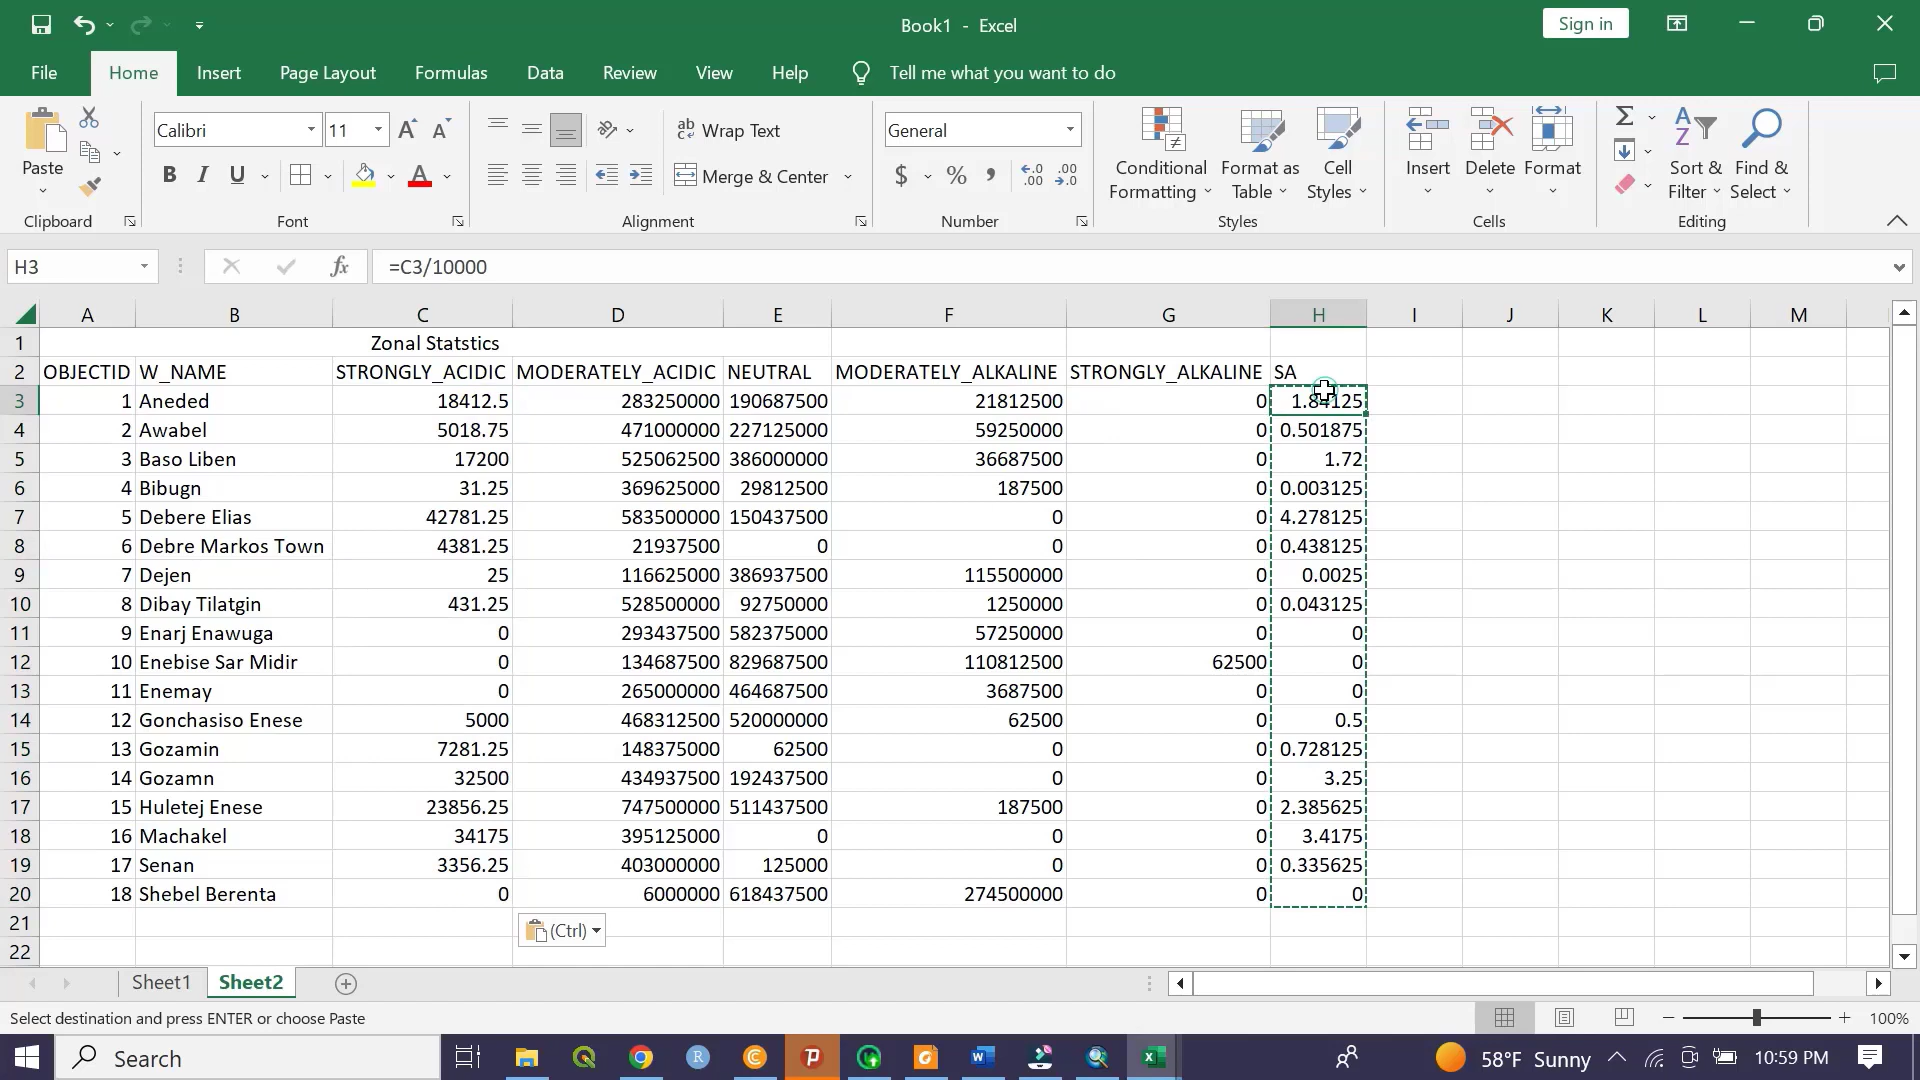 Book1 - Excel
Sign in
File Home Insert Page Layout Formulas Data Review View Help Tell me what you want to do
Paste
Clipboard
Calibri 11
B I U
Font
Wrap Text
Merge & Center
Alignment
General
$ % ,
Number
Conditional Formatting
Format as Table
Cell Styles
Styles
Insert Delete Format
Cells
Sort & Filter
Find & Select
Editing
H3 fx =C3/10000
A B C D E F G H I J K L M
1 Zonal Statstics
2 OBJECTID W_NAME STRONGLY_ACIDIC MODERATELY_ACIDIC NEUTRAL MODERATELY_ALKALINE STRONGLY_ALKALINE SA
3 1 Aneded 18412.5 283250000 190687500 21812500 0 1.84125
4 2 Awabel 5018.75 471000000 227125000 59250000 0 0.501875
5 3 Baso Liben 17200 525062500 386000000 36687500 0 1.72
6 4 Bibugn 31.25 369625000 29812500 187500 0 0.003125
7 5 Debere Elias 42781.25 583500000 150437500 0 0 4.278125
8 6 Debre Markos Town 4381.25 21937500 0 0 0 0.438125
9 7 Dejen 25 116625000 386937500 115500000 0 0.0025
10 8 Dibay Tilatgin 431.25 528500000 92750000 1250000 0 0.043125
11 9 Enarj Enawuga 0 293437500 582375000 57250000 0 0
12 10 Enebise Sar Midir 0 134687500 829687500 110812500 62500 0
13 11 Enemay 0 265000000 464687500 3687500 0 0
14 12 Gonchasiso Enese 5000 468312500 520000000 62500 0 0.5
15 13 Gozamin 7281.25 148375000 62500 0 0 0.728125
16 14 Gozamn 32500 434937500 192437500 0 0 3.25
17 15 Huletej Enese 23856.25 747500000 511437500 187500 0 2.385625
18 16 Machakel 34175 395125000 0 0 0 3.4175
19 17 Senan 3356.25 403000000 125000 0 0 0.335625
20 18 Shebel Berenta 0 6000000 618437500 274500000 0 0
21 (Ctrl)
22
Sheet1 Sheet2
Select destination and press ENTER or choose Paste 100%
Search 58°F Sunny 10:59 PM